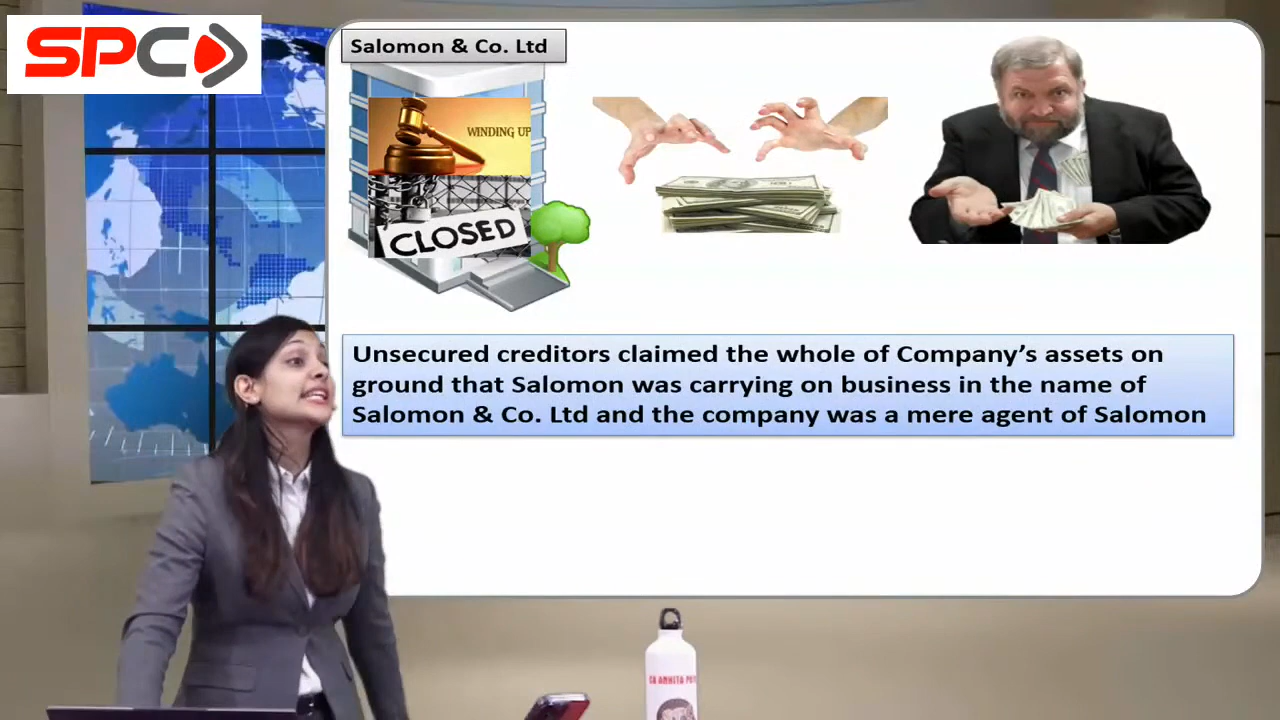 SPC
Salomon & Co. Ltd
WINDING UP
CLOSED
Unsecured creditors claimed the whole of Company’s assets on
ground that Salomon was carrying on business in the name of
Salomon & Co. Ltd and the company was a mere agent of Salomon